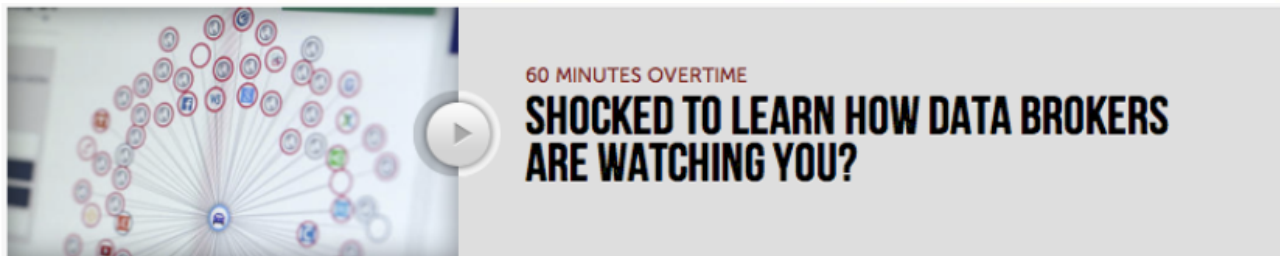 60 MINUTES OVERTIME
SHOCKED TO LEARN HOW DATA BROKERS
ARE WATCHING YOU?